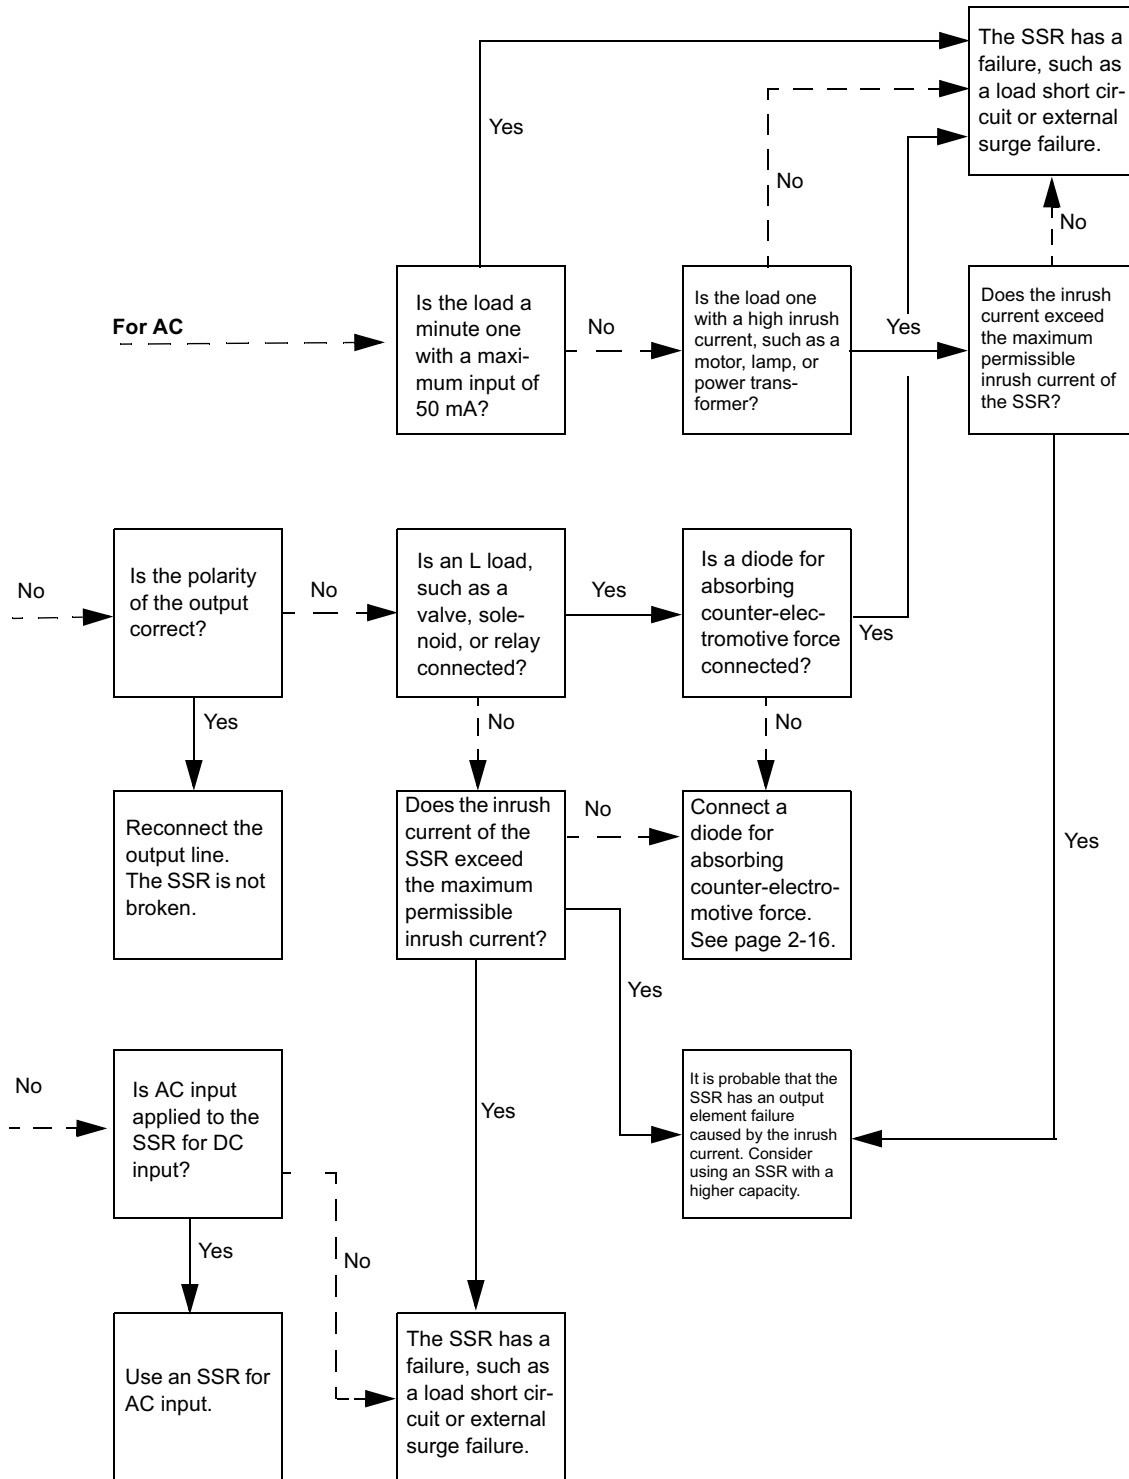 The SSR has a
failure, such as
a load short cir-
cuit or external
surge failure.
Yes
No
No
For AC
Is the load a
minute one
with a maxi-
mum input of
50 mA?
No
Is the load one
with a high inrush
current, such as a
motor, lamp, or
power trans-
former?
Yes
Does the inrush
current exceed
the maximum
permissible
inrush current of
the SSR?
No
Is the polarity
of the output
correct?
No
Is an L load,
such as a
valve, sole-
noid, or relay
connected?
Yes
Is a diode for
absorbing
counter-elec-
tromotive force
connected?
Yes
Yes
No
No
Reconnect the
output line.
The SSR is not
broken.
Does the inrush
current of the
SSR exceed
the maximum
permissible
inrush current?
No
Connect a
diode for
absorbing
counter-electro-
motive force.
See page 2-16.
Yes
Yes
No
Is AC input
applied to the
SSR for DC
input?
Yes
It is probable that the
SSR has an output
element failure
caused by the inrush
current. Consider
using an SSR with a
higher capacity.
Yes
No
Use an SSR for
AC input.
The SSR has a
failure, such as
a load short cir-
cuit or external
surge failure.